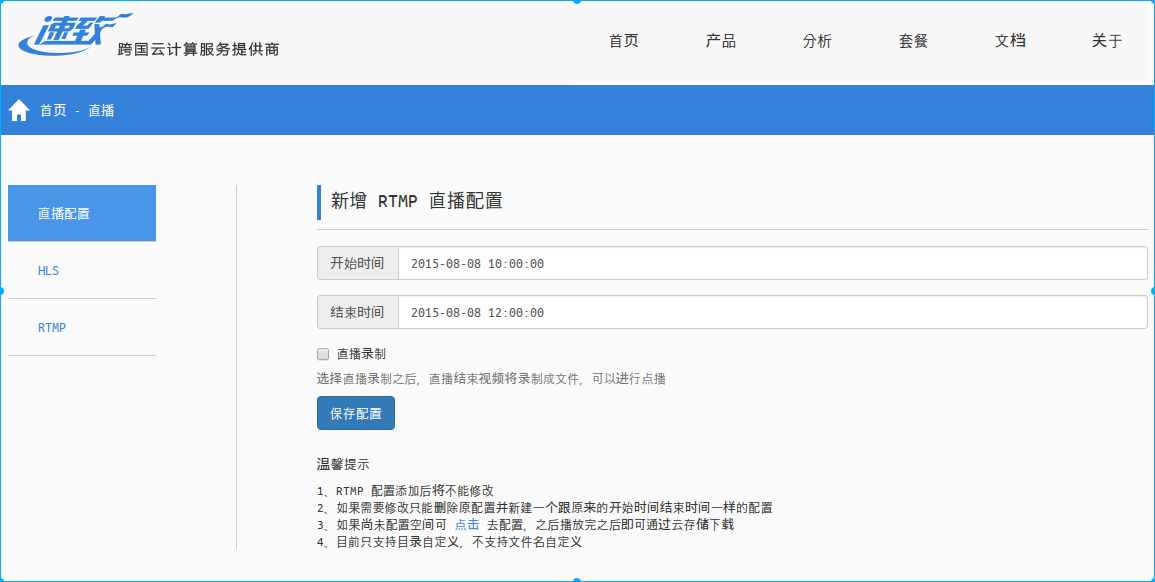 速致 跨国云计算服务提供商 首页 产品 分析 套餐 文档 关于
首页 - 直播
直播配置
HLS
RTMP
新增 RTMP 直播配置
开始时间 2015-08-08 10:00:00
结束时间 2015-08-08 12:00:00
直播录制
选择直播录制之后，直播结束视频将录制成文件，可以进行点播
保存配置
温馨提示
1、RTMP 配置添加后将不能修改
2、如果需要修改只能删除原配置并新建一个跟原来的开始时间结束时间一样的配置
3、如果尚未配置空间可 点击 去配置，之后播放完之后即可通过云存储下载
4、目前只支持目录自定义，不支持文件名自定义